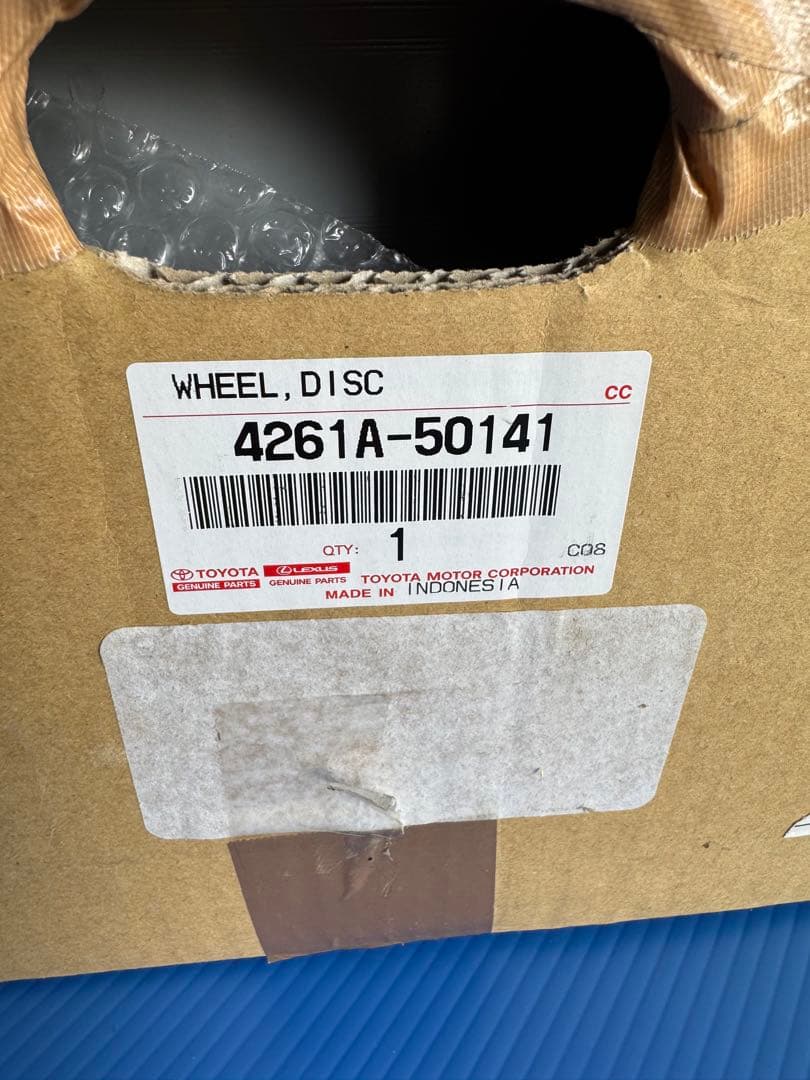 WHEEL, DISC
CC
4261A-50141
QTY: 1
C08
TOYOTA
GENUINE PARTS
LEXUS
GENUINE PARTS
TOYOTA MOTOR CORPORATION
MADE IN INDONESIA